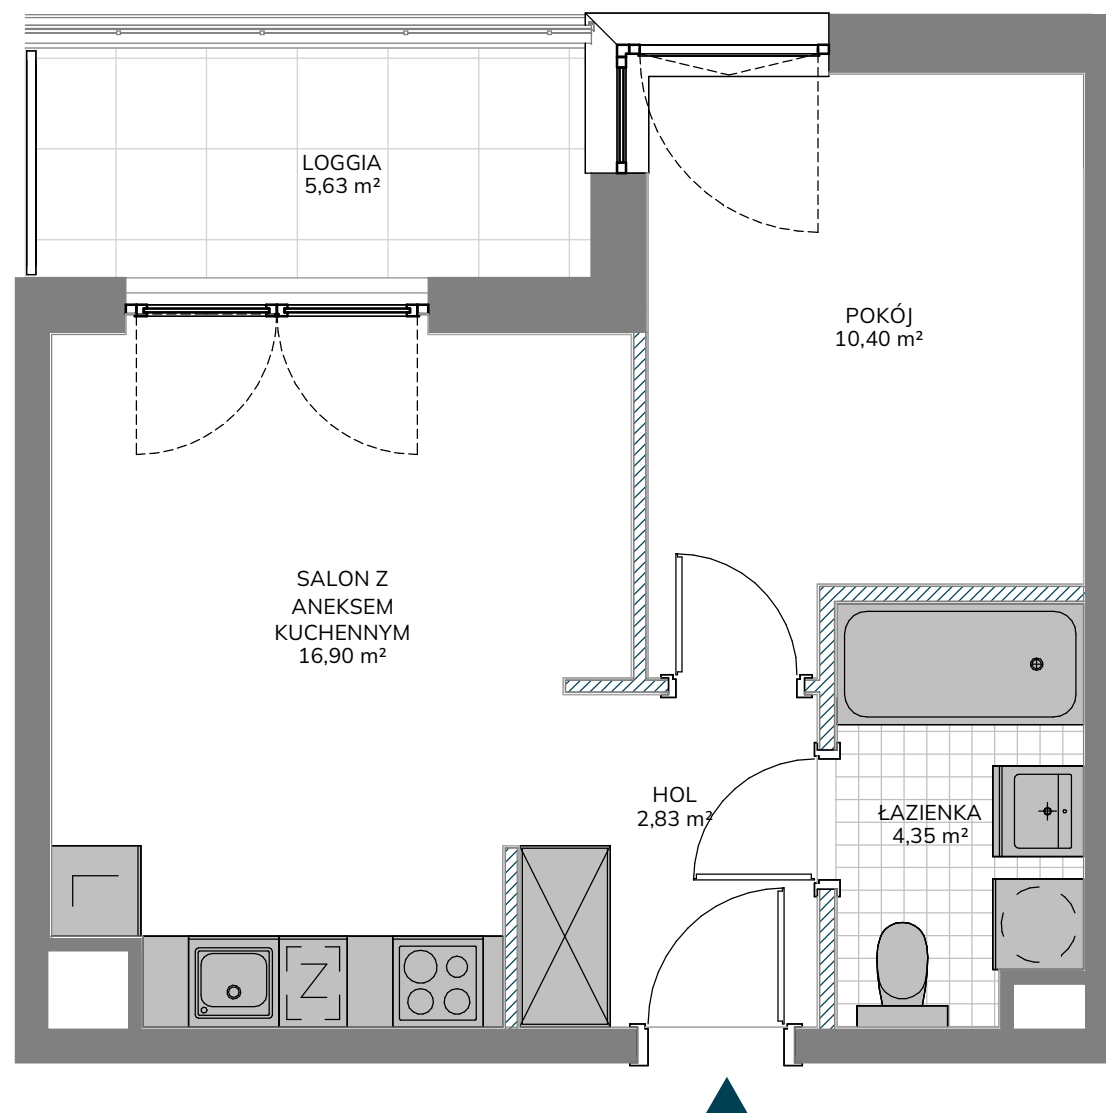 LOGGIA
5,63 m²
POKÓJ
10,40 m²
SALON Z
ANEKSEM
KUCHENNYM
16,90 m²
HOL
2,83 m²
ŁAZIENKA
4,35 m²
Z